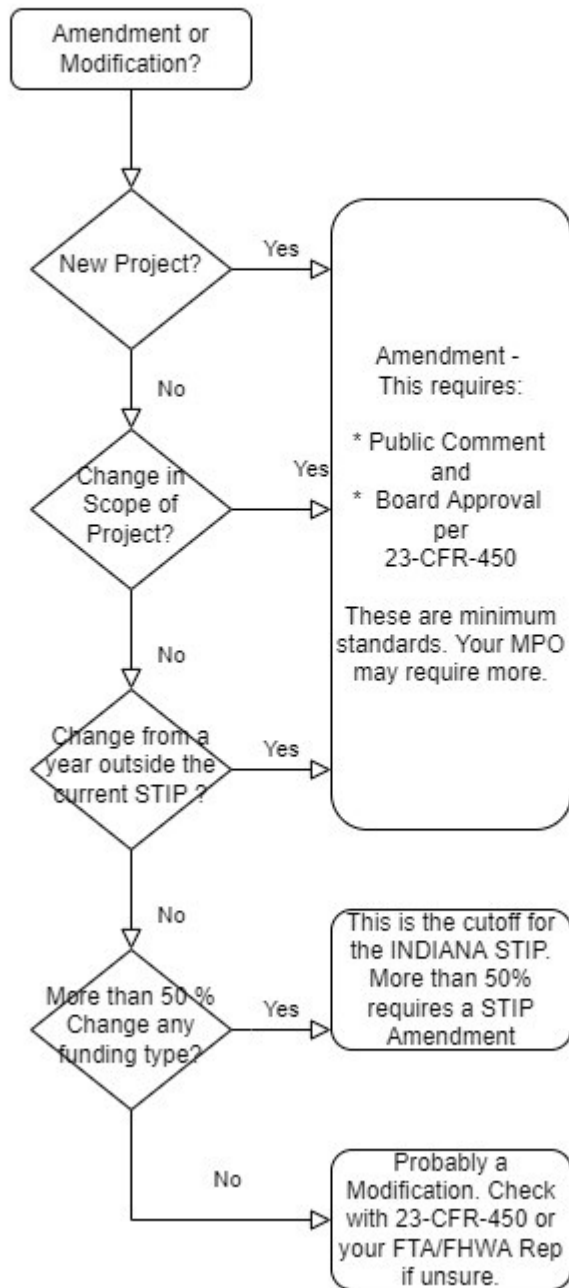 Amendment or
Modification?
New Project?
Yes
No
Change in
Scope of
Project?
Yes
No
Change from a
year outside the
current STIP ?
Yes
No
More than 50 %
Change any
funding type?
Yes
No
Amendment -
This requires:
* Public Comment
and
* Board Approval
per
23-CFR-450
These are minimum
standards. Your MPO
may require more.
This is the cutoff for
the INDIANA STIP.
More than 50%
requires a STIP
Amendment
Probably a
Modification. Check
with 23-CFR-450 or
your FTA/FHWA Rep
if unsure.